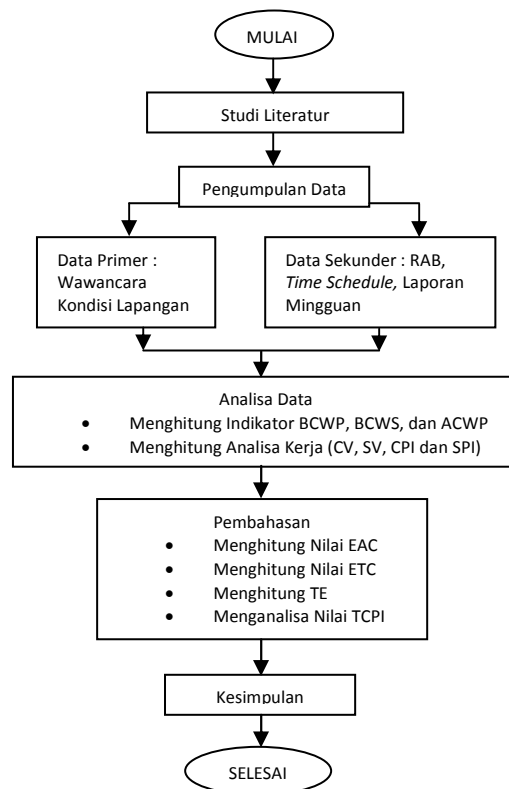 MULAI
Studi Literatur
Pengumpulan Data
Data Primer :
Wawancara
Kondisi Lapangan
Data Sekunder : RAB,
Time Schedule, Laporan
Mingguan
Analisa Data
• Menghitung Indikator BCWP, BCWS, dan ACWP
• Menghitung Analisa Kerja (CV, SV, CPI dan SPI)
Pembahasan
• Menghitung Nilai EAC
• Menghitung Nilai ETC
• Menghitung TE
• Menganalisa Nilai TCPI
Kesimpulan
SELESAI